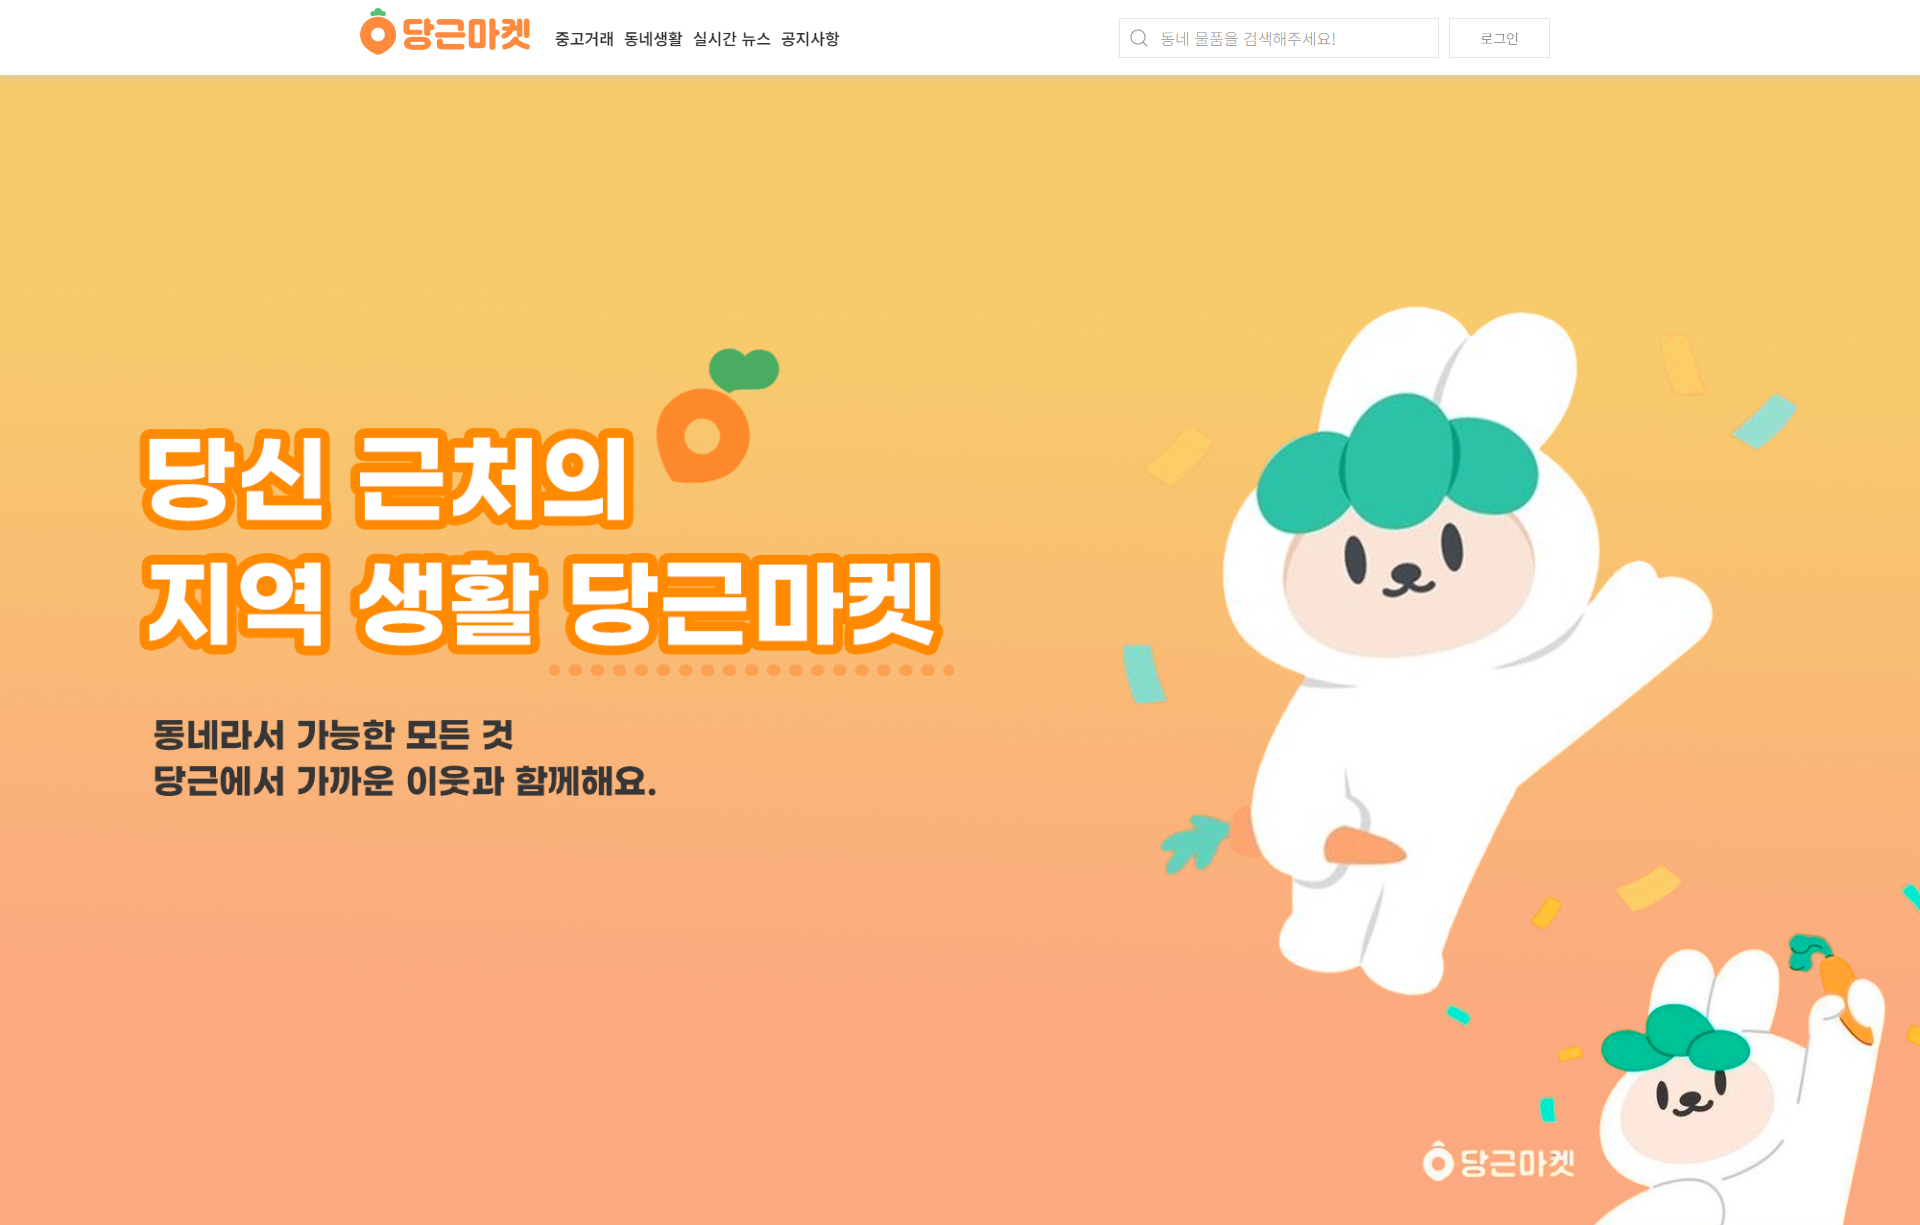 당근마켓
중고거래 동네생활 실시간 뉴스 공지사항
동네 물품을 검색해주세요!
로그인
당신 근처의
지역 생활 당근마켓
동네라서 가능한 모든 것
당근에서 가까운 이웃과 함께해요.
당근마켓